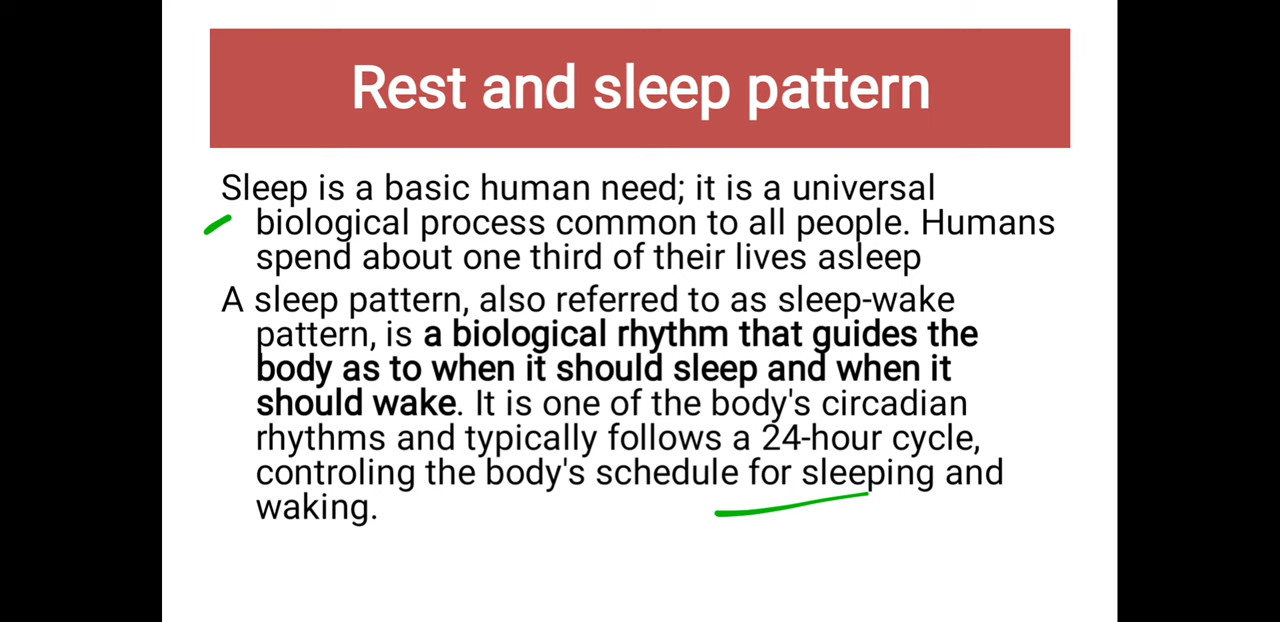 Rest and sleep pattern
Sleep is a basic human need; it is a universal
biological process common to all people. Humans
spend about one third of their lives asleep
A sleep pattern, also referred to as sleep-wake
pattern, is a biological rhythm that guides the
body as to when it should sleep and when it
should wake. It is one of the body's circadian
rhythms and typically follows a 24-hour cycle,
controling the body's schedule for sleeping and
waking.